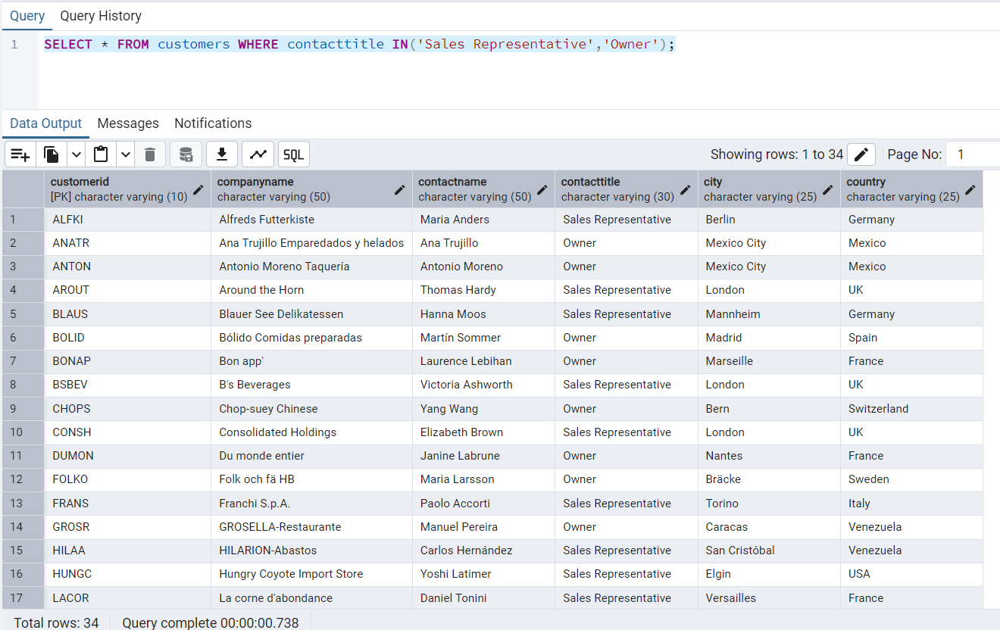 Query Query History
1 SELECT * FROM customers WHERE contacttitle IN('Sales Representative','Owner');
Data Output Messages Notifications
SQL Showing rows: 1 to 34 Page No: 1
customerid companyname contactname contacttitle city country
[PK] character varying (10) character varying (50) character varying (50) character varying (30) character varying (25) character varying (25)
1 ALFKI Alfreds Futterkiste Maria Anders Sales Representative Berlin Germany
2 ANATR Ana Trujillo Emparedados y helados Ana Trujillo Owner Mexico City Mexico
3 ANTON Antonio Moreno Taquería Antonio Moreno Owner Mexico City Mexico
4 AROUT Around the Horn Thomas Hardy Sales Representative London UK
5 BLAUS Blauer See Delikatessen Hanna Moos Sales Representative Mannheim Germany
6 BOLID Bólido Comidas preparadas Martín Sommer Owner Madrid Spain
7 BONAP Bon app' Laurence Lebihan Owner Marseille France
8 BSBEV B's Beverages Victoria Ashworth Sales Representative London UK
9 CHOPS Chop-suey Chinese Yang Wang Owner Bern Switzerland
10 CONSH Consolidated Holdings Elizabeth Brown Sales Representative London UK
11 DUMON Du monde entier Janine Labrune Owner Nantes France
12 FOLKO Folk och fä HB Maria Larsson Owner Bräcke Sweden
13 FRANS Franchi S.p.A. Paolo Accorti Sales Representative Torino Italy
14 GROSR GROSELLA-Restaurante Manuel Pereira Owner Caracas Venezuela
15 HILAA HILARION-Abastos Carlos Hernández Sales Representative San Cristóbal Venezuela
16 HUNGC Hungry Coyote Import Store Yoshi Latimer Sales Representative Elgin USA
17 LACOR La corne d'abondance Daniel Tonini Sales Representative Versailles France
Total rows: 34 Query complete 00:00:00.738